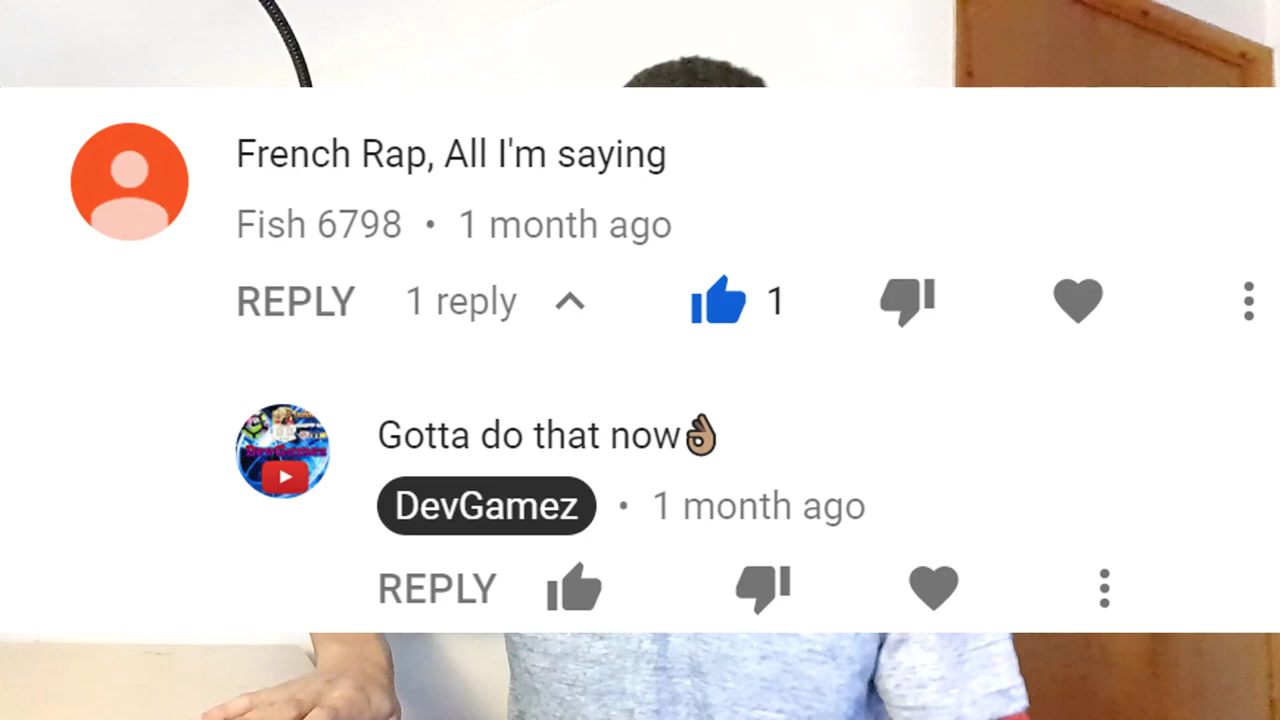 French Rap, All I'm saying
Fish 6798 • 1 month ago
REPLY 1 reply 1
Gotta do that now👌🏽
DevGamez
DevGamez • 1 month ago
REPLY